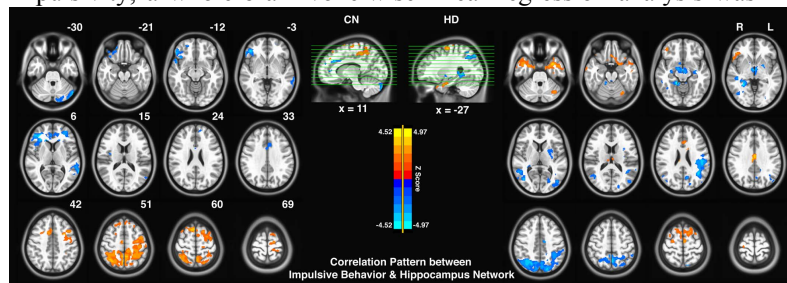 -30 -21 -12 -3 CN HD R L
x = 11 x = -27
6 15 24 33
4.52 4.97
Z Score
-4.52 -4.97
42 51 60 69
Correlation Pattern between
Impulsive Behavior & Hippocampus Network